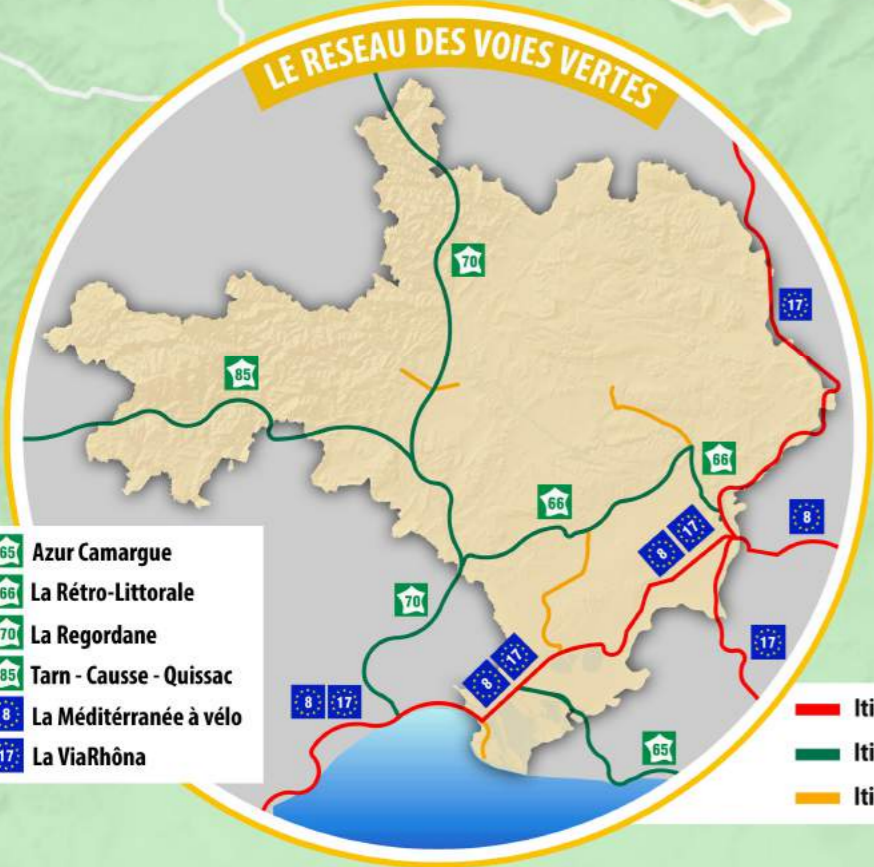 LE RESEAU DES VOIES VERTES
70
17
85
66
66
8
8 17
70
17
8 17
8 17
65
65 Azur Camargue
66 La Rétro-Littorale
70 La Regordane
85 Tarn - Causse - Quissac
8 La Méditérranée à vélo
17 La ViaRhôna
Iti
Iti
Iti